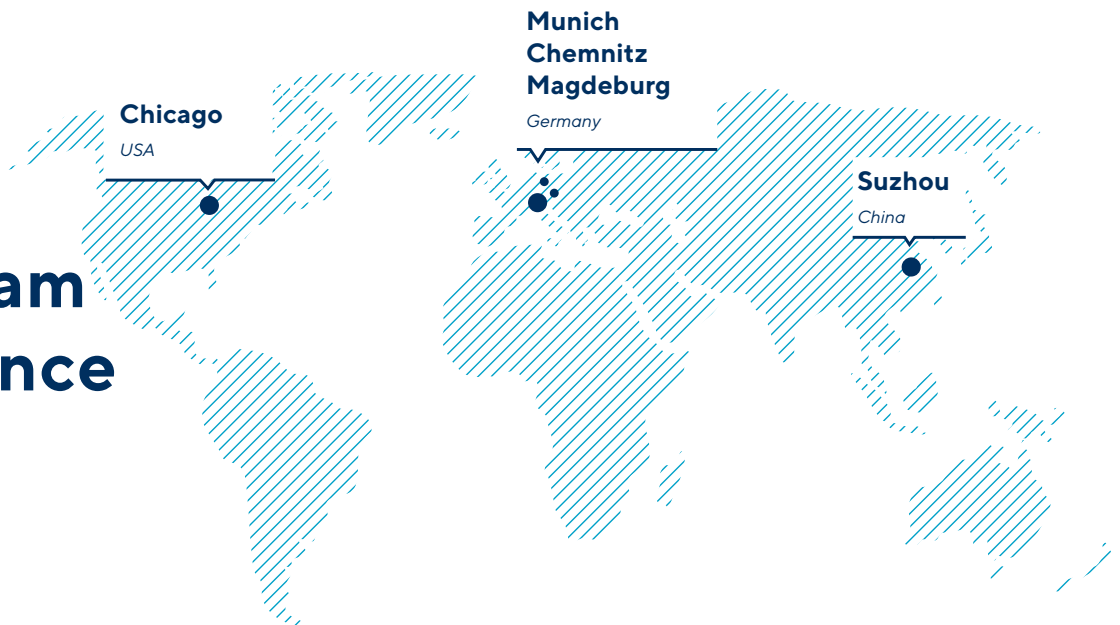 Munich
Chemnitz
Magdeburg
Germany
Chicago
USA
Suzhou
China
am
nce